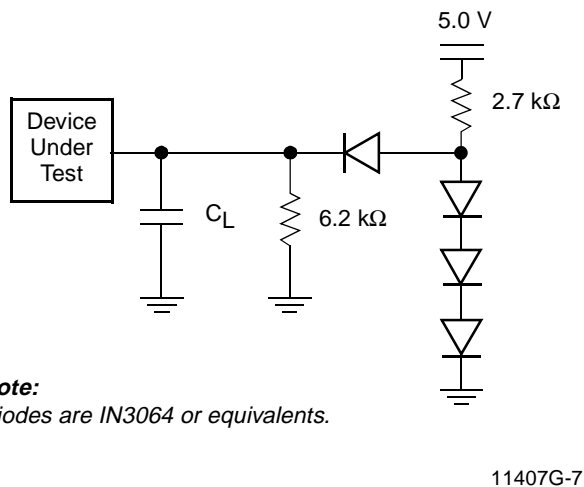 5.0 V
2.7 kΩ
Device
Under
Test
CL
6.2 kΩ
ote:
iodes are IN3064 or equivalents.
11407G-7